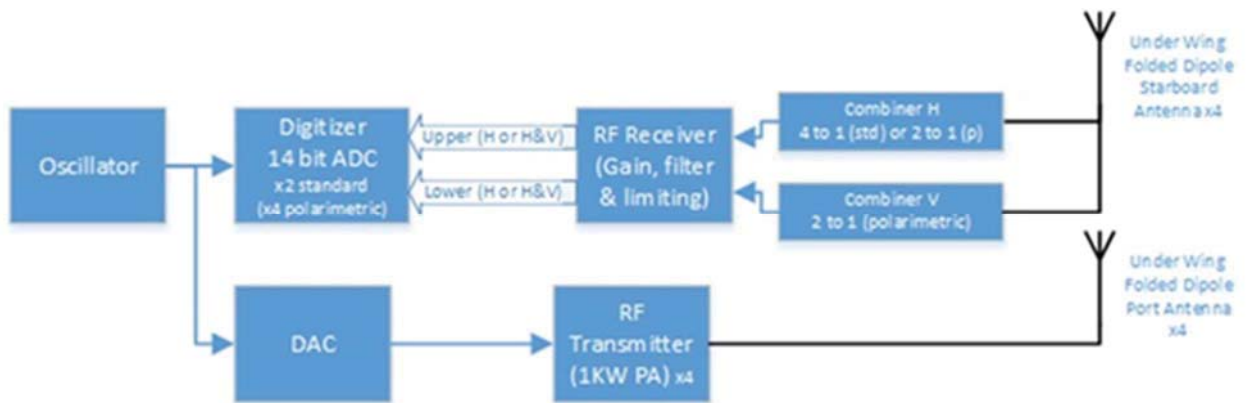 Oscillator
Digitizer
14 bit ADC
x2 standard
(x4 polarimetric)
Upper (H or H&V)
Lower (H or H&V)
RF Receiver
(Gain, filter
& limiting)
Combiner H
4 to 1 (std) or 2 to 1 (p)
Combiner V
2 to 1 (polarimetric)
Under Wing
Folded Dipole
Starboard
Antenna x4
DAC
RF
Transmitter
(1KW PA) x4
Under Wing
Folded Dipole
Port Antenna
x4